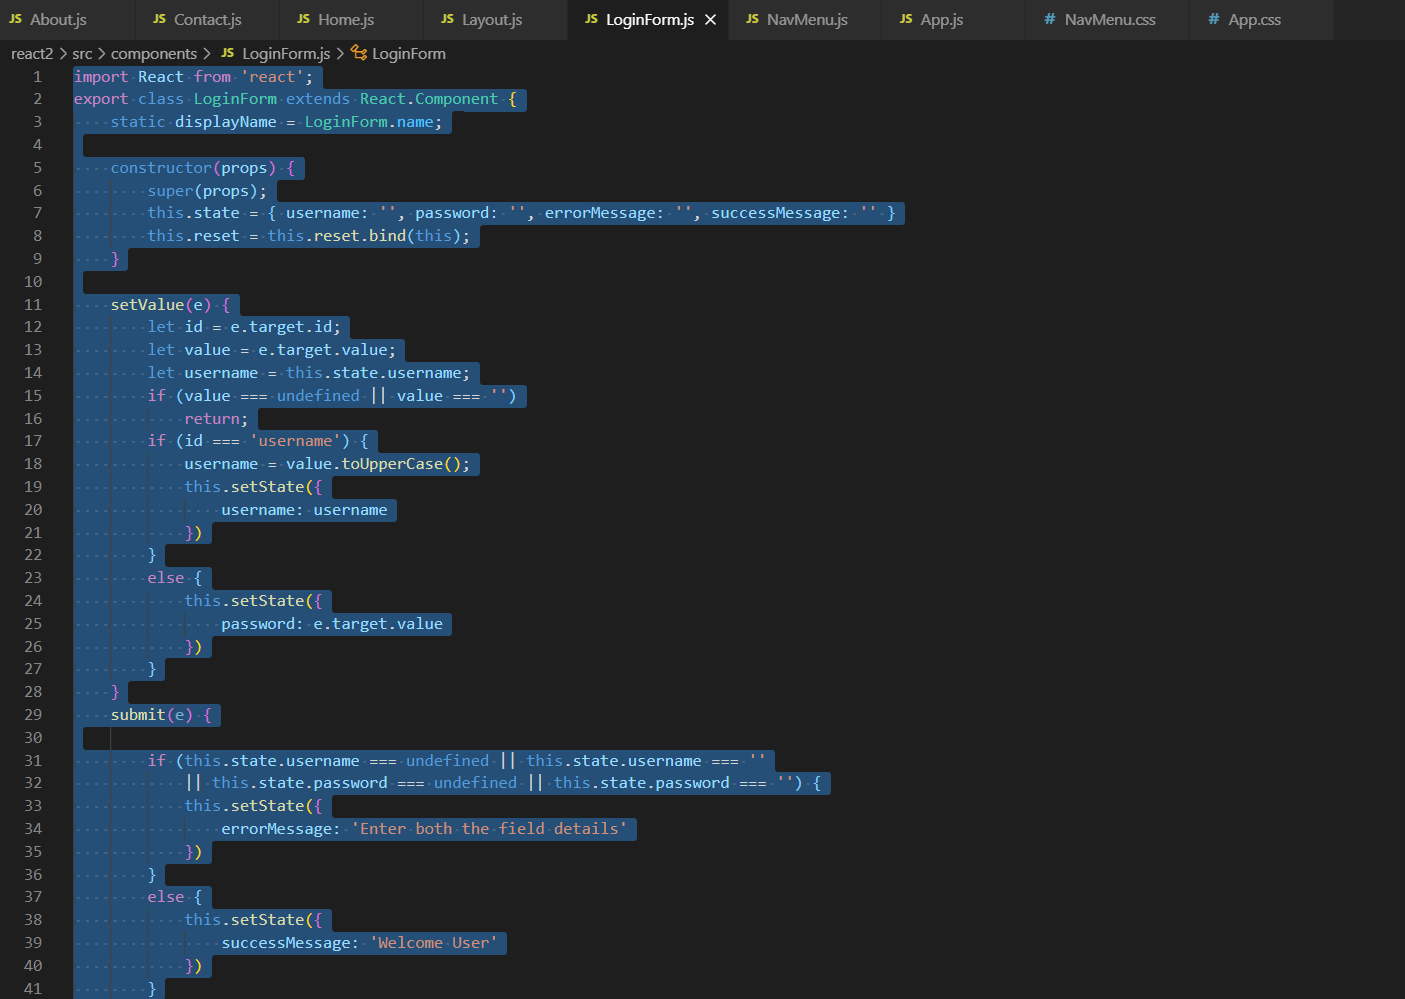 JS About.js JS Contact.js JS Home.js JS Layout.js JS LoginForm.js JS NavMenu.js JS App.js # NavMenu.css # App.css
react2 > src > components > JS LoginForm.js > LoginForm
1 import React from 'react';
2 export class LoginForm extends React.Component {
3 static displayName = LoginForm.name;
4
5 constructor(props) {
6 super(props);
7 this.state = { username: '', password: '', errorMessage: '', successMessage: '' }
8 this.reset = this.reset.bind(this);
9 }
10
11 setValue(e) {
12 let id = e.target.id;
13 let value = e.target.value;
14 let username = this.state.username;
15 if (value === undefined || value === '')
16 return;
17 if (id === 'username') {
18 username = value.toUpperCase();
19 this.setState({
20 username: username
21 })
22 }
23 else {
24 this.setState({
25 password: e.target.value
26 })
27 }
28 }
29 submit(e) {
30
31 if (this.state.username === undefined || this.state.username === ''
32 || this.state.password === undefined || this.state.password === '') {
33 this.setState({
34 errorMessage: 'Enter both the field details'
35 })
36 }
37 else {
38 this.setState({
39 successMessage: 'Welcome User'
40 })
41 }